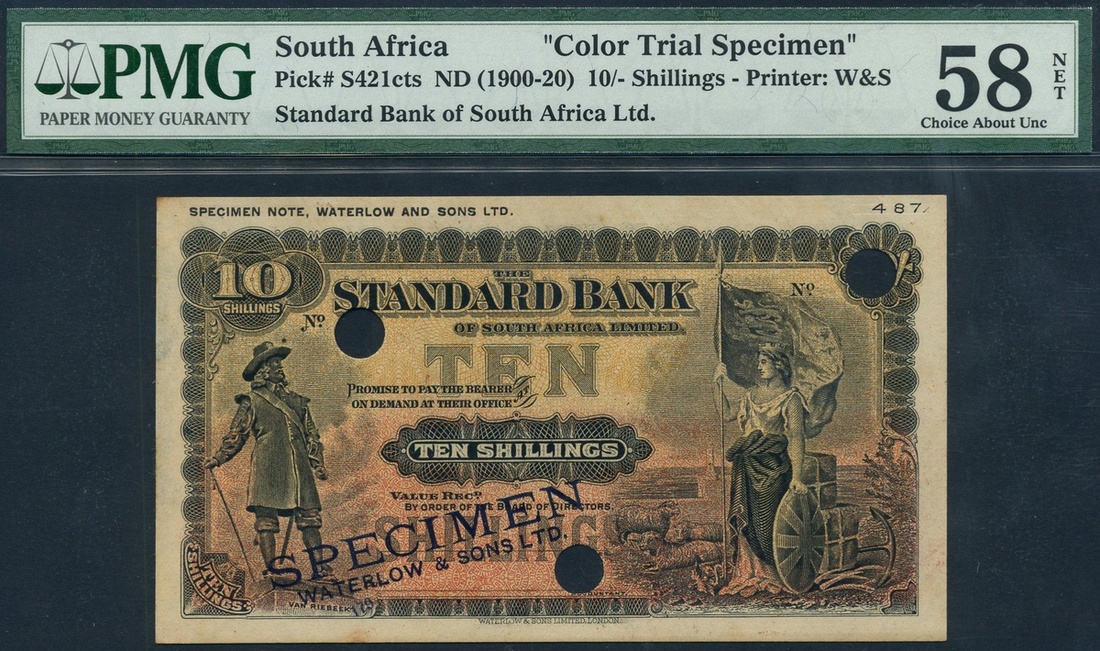 PMG
PAPER MONEY GUARANTY
South Africa "Color Trial Specimen"
Pick# S421cts ND (1900-20) 10/- Shillings - Printer: W&S
Standard Bank of South Africa Ltd.
58
NET
Choice About Unc
SPECIMEN NOTE, WATERLOW AND SONS LTD.
487
10
SHILLINGS
THE
STANDARD BANK
OF SOUTH AFRICA LIMITED.
Nº
Nº
TEN
PROMISE TO PAY THE BEARER
ON DEMAND AT THEIR OFFICE
TEN SHILLINGS
VALUE RECD
BY ORDER OF THE BOARD OF DIRECTORS,
SHILLINGS
SPECIMEN
WATERLOW & SONS LTD.
TEN
SHILLINGS
VAN RIEBEEK
WATERLOW & SONS LIMITED, LONDON.